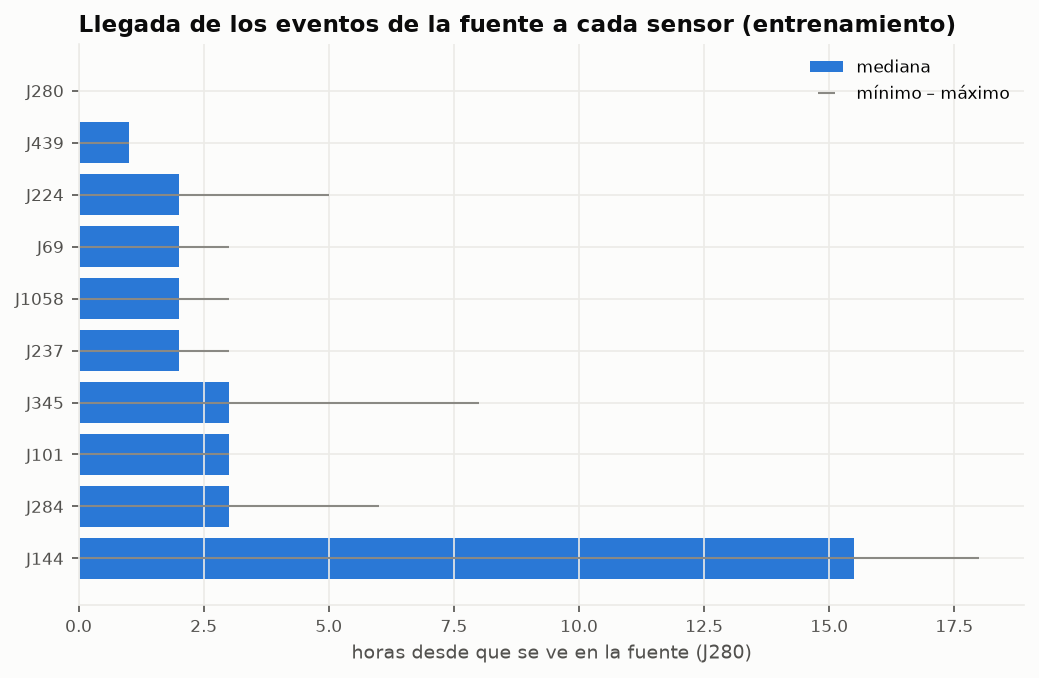 Llegada de los eventos de la fuente a cada sensor (entrenamiento)
mediana
mínimo – máximo
J280
J439
J224
J69
J1058
J237
J345
J101
J284
J144
0.0 2.5 5.0 7.5 10.0 12.5 15.0 17.5
horas desde que se ve en la fuente (J280)